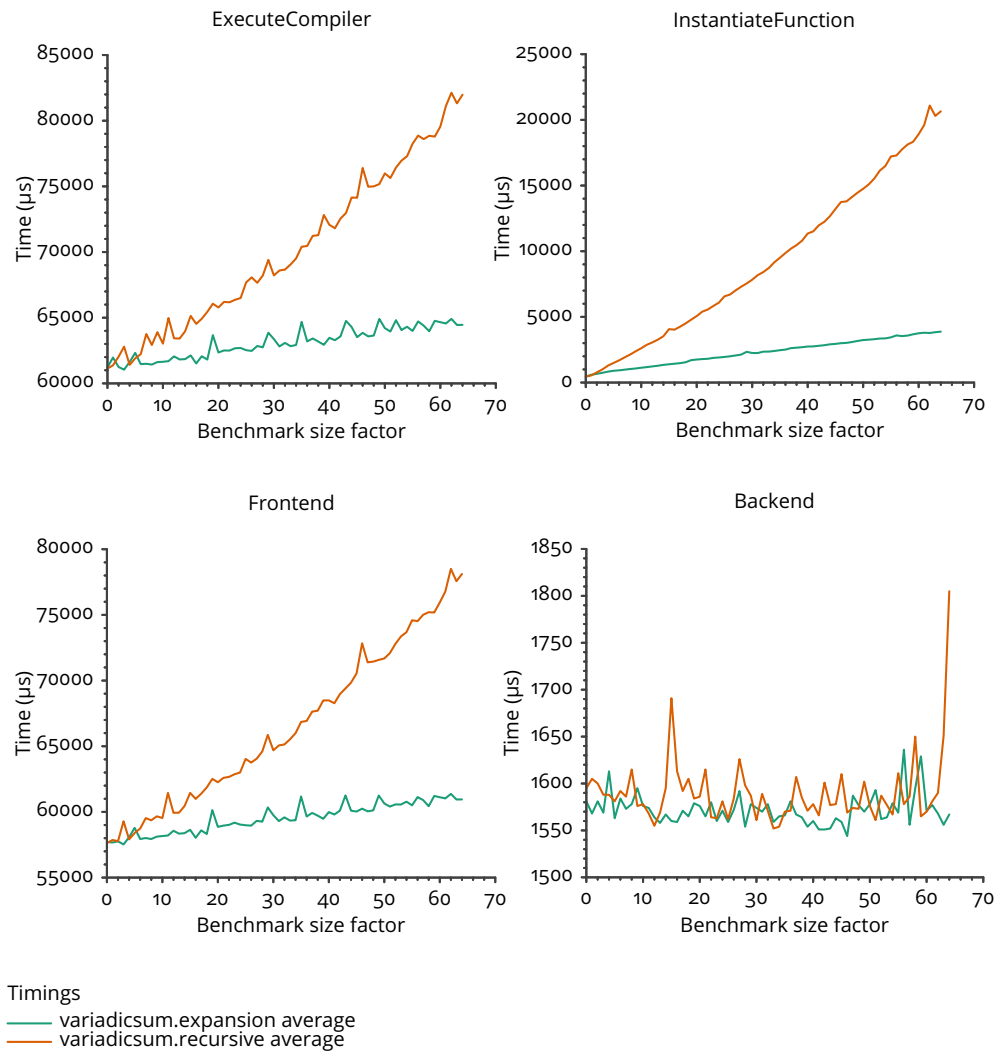 ExecuteCompiler
85000
80000
75000
70000
65000
60000
Time (µs)
0 10 20 30 40 50 60 70
Benchmark size factor
InstantiateFunction
25000
20000
15000
10000
5000
0
Time (µs)
0 10 20 30 40 50 60 70
Benchmark size factor
Frontend
80000
75000
70000
65000
60000
55000
Time (µs)
0 10 20 30 40 50 60 70
Benchmark size factor
Backend
1850
1800
1750
1700
1650
1600
1550
1500
Time (µs)
0 10 20 30 40 50 60 70
Benchmark size factor
Timings
variadicsum.expansion average
variadicsum.recursive average